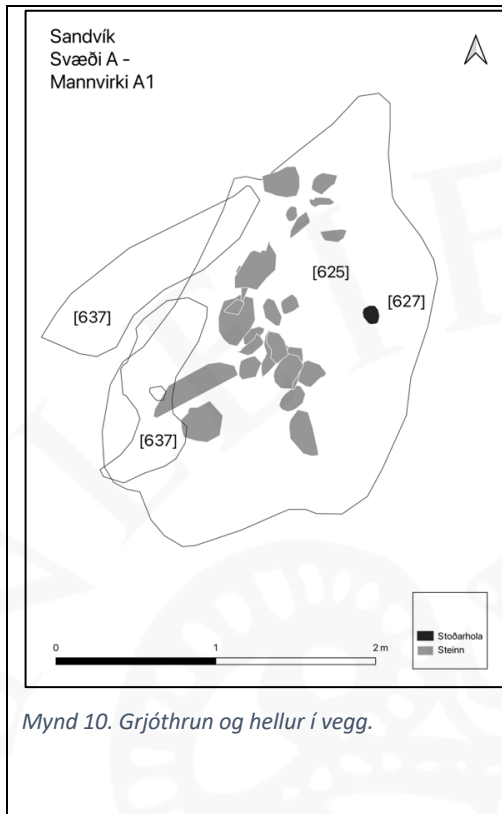 Sandvík
Svæði A -
Mannvirki A1
[625]
[627]
[637]
[637]
Stoðarhola
Steinn
0 1 2 m
Mynd 10. Grjóthrun og hellur í vegg.